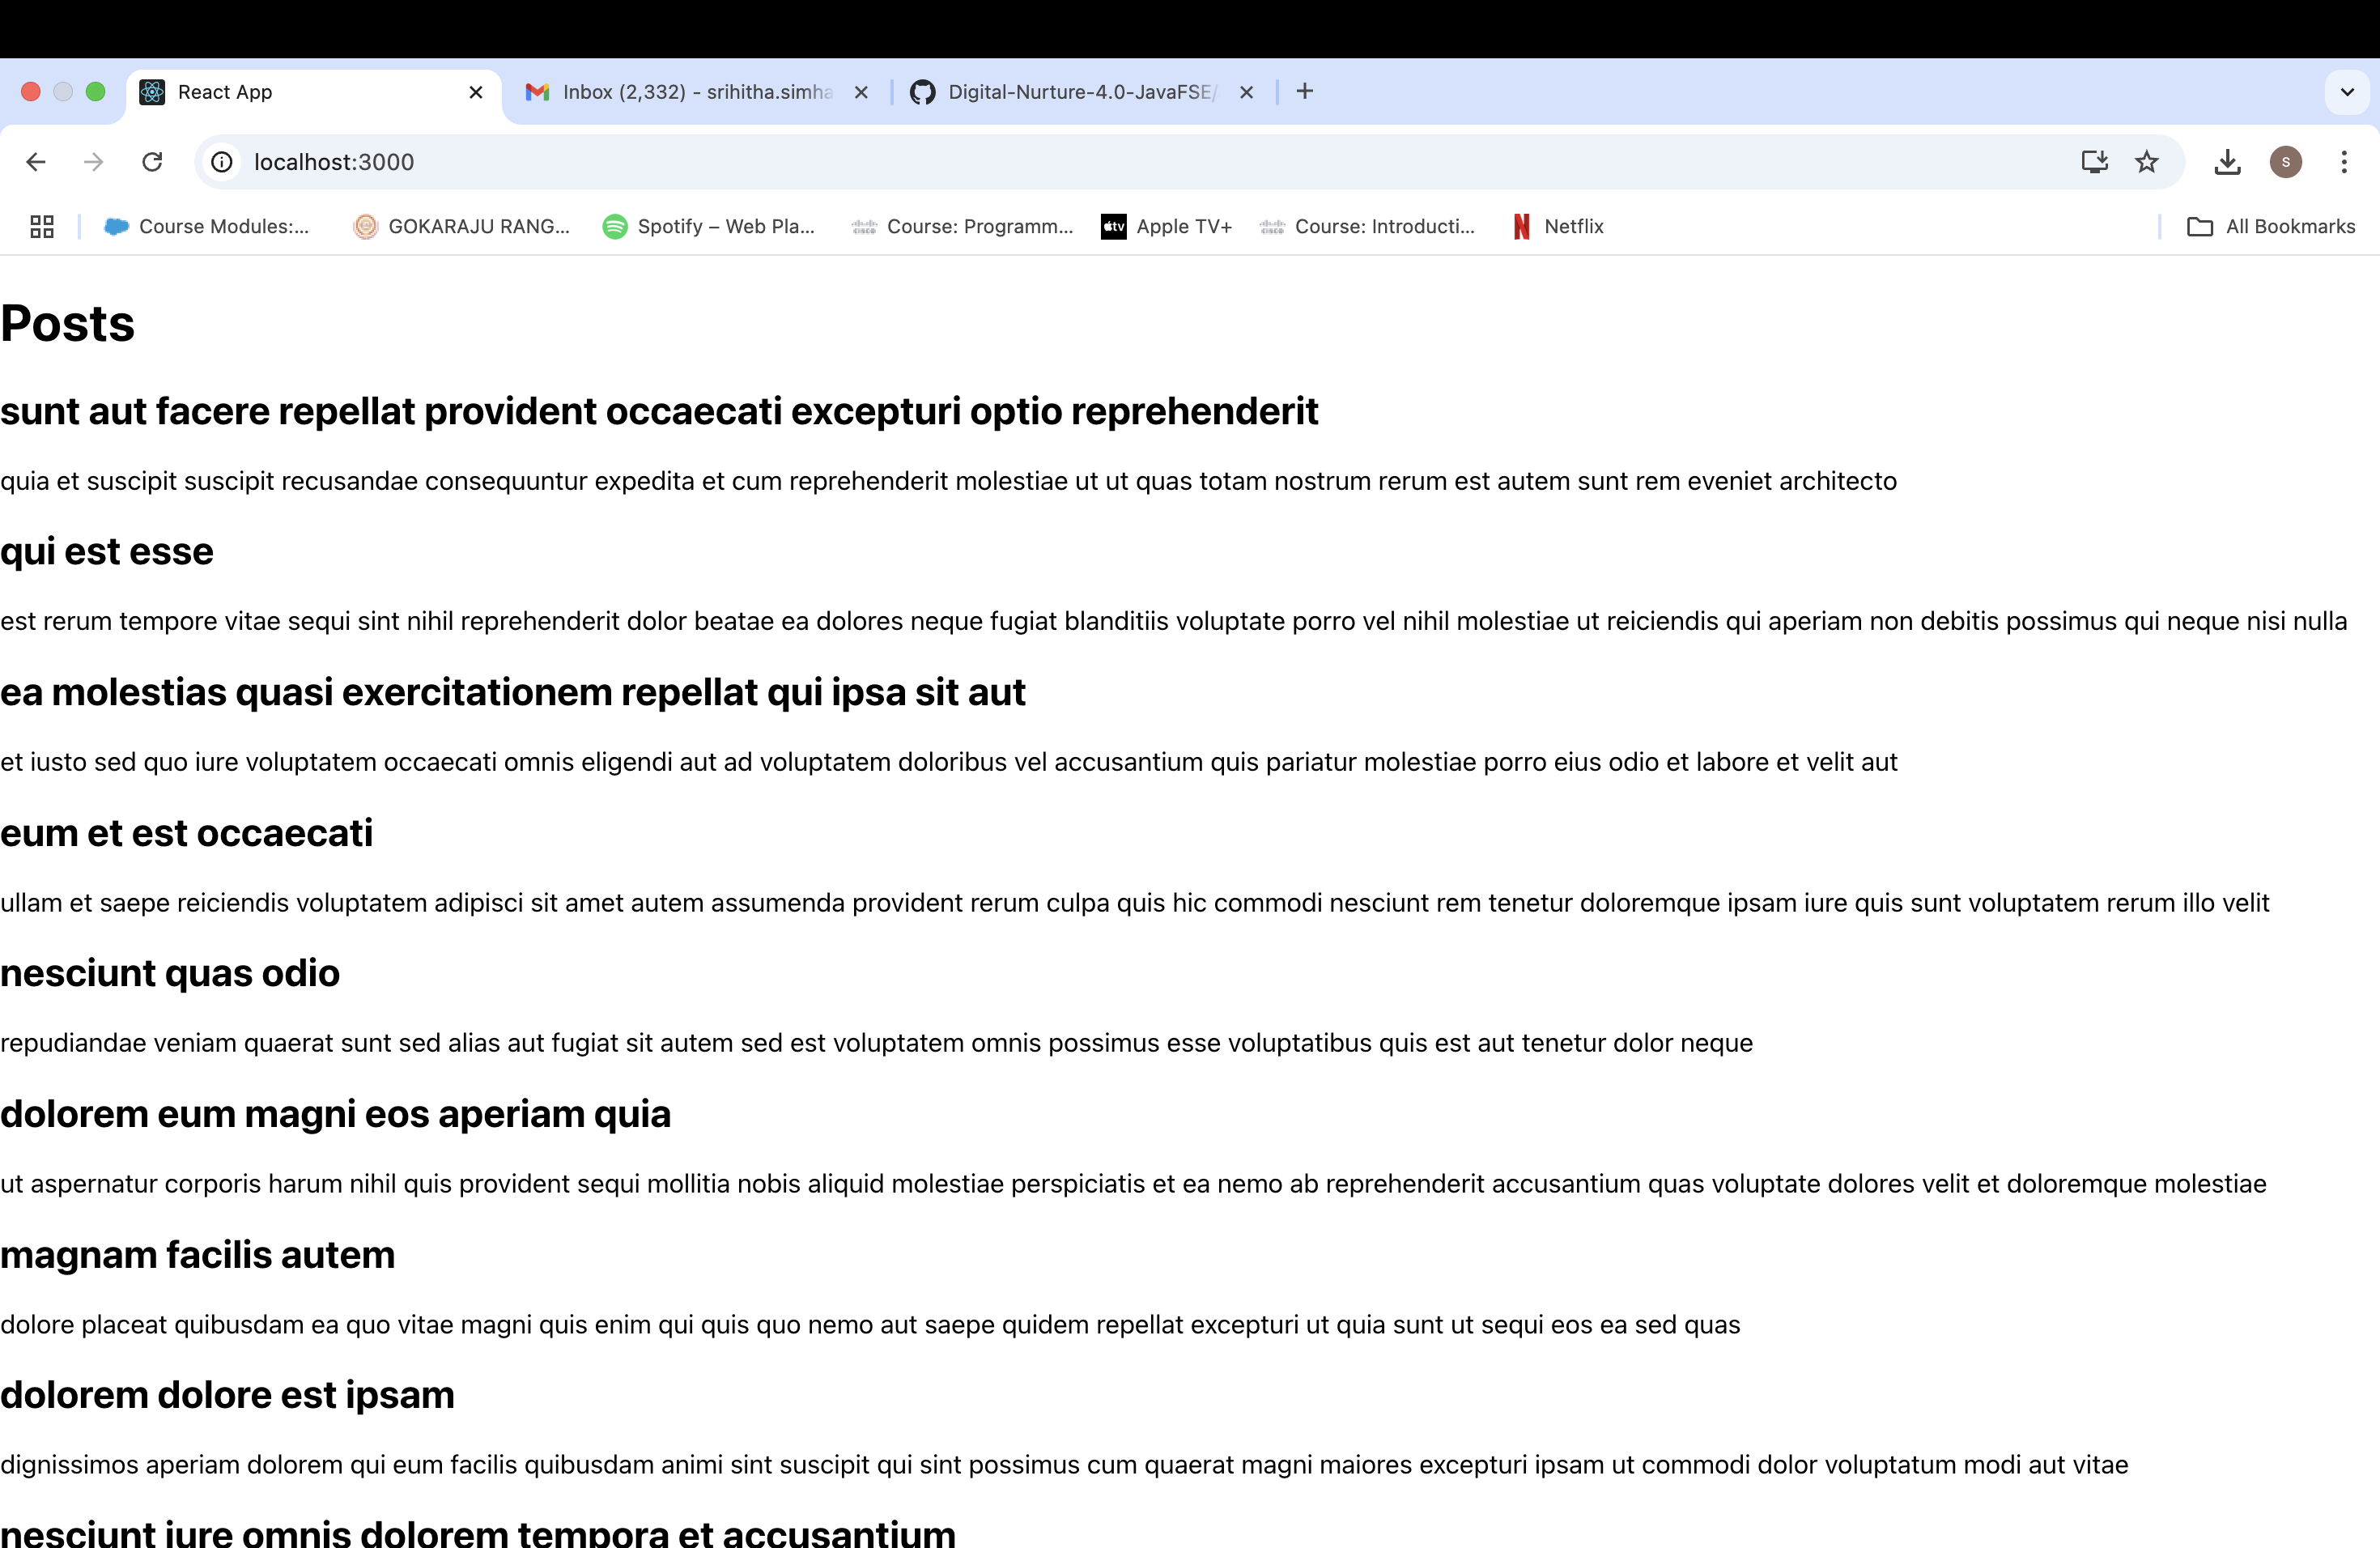 React App
Inbox (2,332) - srihitha.simha
Digital-Nurture-4.0-JavaFSE/
localhost:3000
S
Course Modules:...
GOKARAJU RANG...
Spotify – Web Pla...
Course: Programm...
tv
Apple TV+
Course: Introducti...
Netflix
All Bookmarks
Posts
sunt aut facere repellat provident occaecati excepturi optio reprehenderit
quia et suscipit suscipit recusandae consequuntur expedita et cum reprehenderit molestiae ut ut quas totam nostrum rerum est autem sunt rem eveniet architecto
qui est esse
est rerum tempore vitae sequi sint nihil reprehenderit dolor beatae ea dolores neque fugiat blanditiis voluptate porro vel nihil molestiae ut reiciendis qui aperiam non debitis possimus qui neque nisi nulla
ea molestias quasi exercitationem repellat qui ipsa sit aut
et iusto sed quo iure voluptatem occaecati omnis eligendi aut ad voluptatem doloribus vel accusantium quis pariatur molestiae porro eius odio et labore et velit aut
eum et est occaecati
ullam et saepe reiciendis voluptatem adipisci sit amet autem assumenda provident rerum culpa quis hic commodi nesciunt rem tenetur doloremque ipsam iure quis sunt voluptatem rerum illo velit
nesciunt quas odio
repudiandae veniam quaerat sunt sed alias aut fugiat sit autem sed est voluptatem omnis possimus esse voluptatibus quis est aut tenetur dolor neque
dolorem eum magni eos aperiam quia
ut aspernatur corporis harum nihil quis provident sequi mollitia nobis aliquid molestiae perspiciatis et ea nemo ab reprehenderit accusantium quas voluptate dolores velit et doloremque molestiae
magnam facilis autem
dolore placeat quibusdam ea quo vitae magni quis enim qui quis quo nemo aut saepe quidem repellat excepturi ut quia sunt ut sequi eos ea sed quas
dolorem dolore est ipsam
dignissimos aperiam dolorem qui eum facilis quibusdam animi sint suscipit qui sint possimus cum quaerat magni maiores excepturi ipsam ut commodi dolor voluptatum modi aut vitae
nesciunt iure omnis dolorem tempora et accusantium